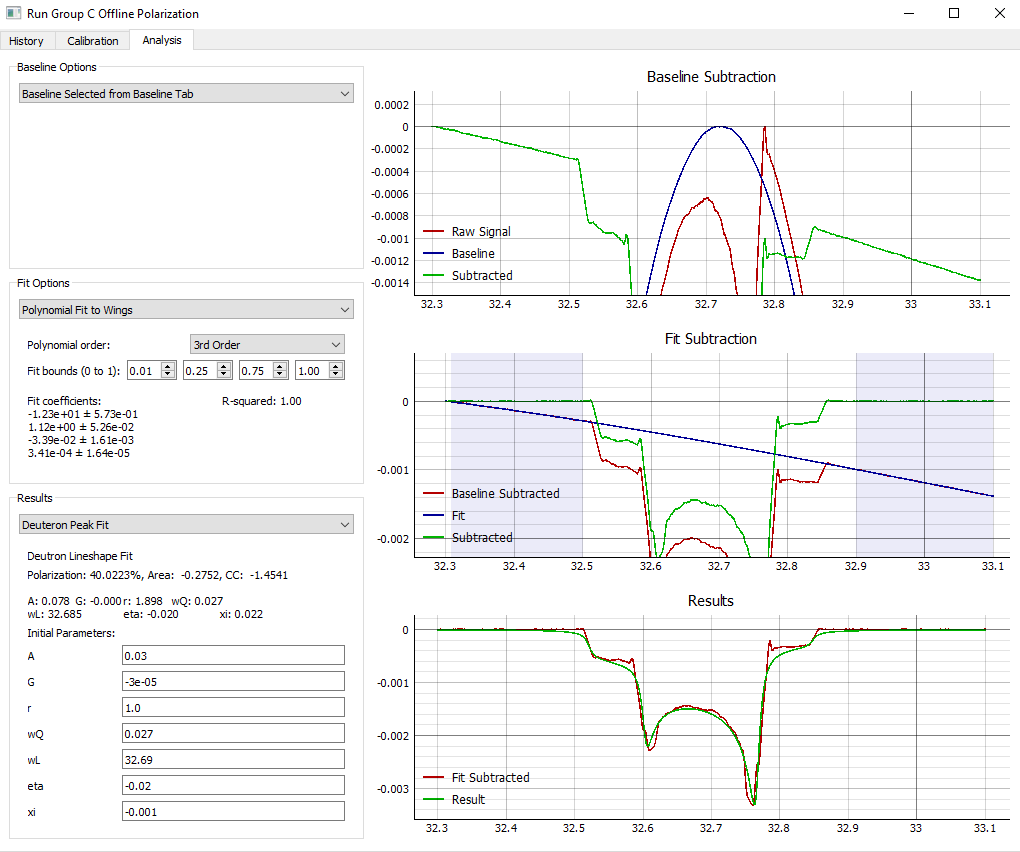 Run Group C Offline Polarization
History Calibration Analysis
Baseline Options
Baseline Selected from Baseline Tab
Fit Options
Polynomial Fit to Wings
Polynomial order: 3rd Order
Fit bounds (0 to 1): 0.01 0.25 0.75 1.00
Fit coefficients: R-squared: 1.00
-1.23e+01 ± 5.73e-01
1.12e+00 ± 5.26e-02
-3.39e-02 ± 1.61e-03
3.41e-04 ± 1.64e-05
Results
Deuteron Peak Fit
Deutron Lineshape Fit
Polarization: 40.0223%, Area: -0.2752, CC: -1.4541
A: 0.078 G: -0.000 r: 1.898 wQ: 0.027
wL: 32.685 eta: -0.020 xi: 0.022
Initial Parameters:
A 0.03
G -3e-05
r 1.0
wQ 0.027
wL 32.69
eta -0.02
xi -0.001
Baseline Subtraction
0.0002
0
-0.0002
-0.0004
-0.0006
-0.0008
-0.001
-0.0012
-0.0014
Raw Signal
Baseline
Subtracted
32.3 32.4 32.5 32.6 32.7 32.8 32.9 33 33.1
Fit Subtraction
0
-0.001
-0.002
Baseline Subtracted
Fit
Subtracted
32.3 32.4 32.5 32.6 32.7 32.8 32.9 33 33.1
Results
0
-0.001
-0.002
-0.003
Fit Subtracted
Result
32.3 32.4 32.5 32.6 32.7 32.8 32.9 33 33.1